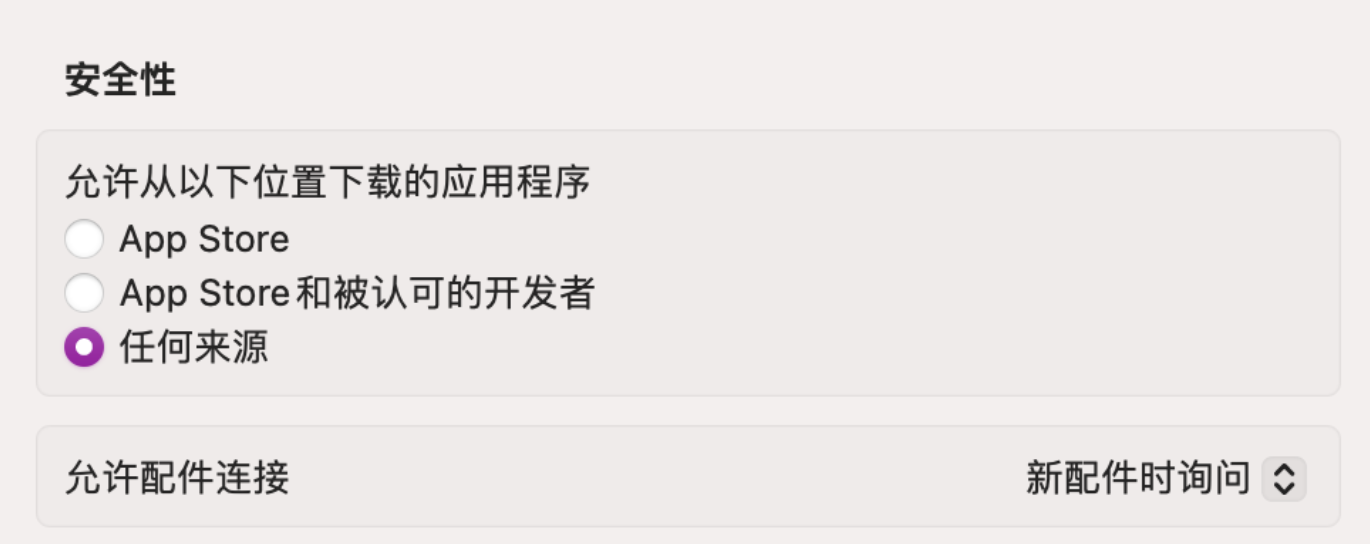 安全性
允许从以下位置下载的应用程序
App Store
App Store和被认可的开发者
任何来源
允许配件连接 新配件时询问